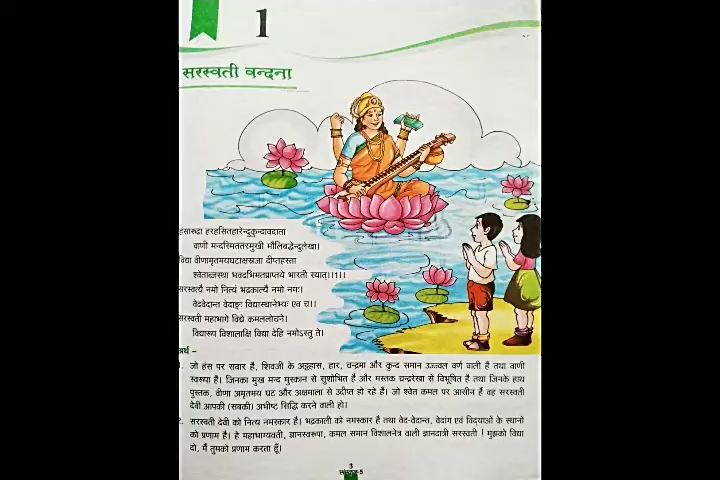 1
सरस्वती वन्दना
हंसारूढा हरहसितहारेन्दुकुन्दावदाता
वाणी मन्दस्मिततरमुखी मौलिबद्धेन्दुलेखा।
विद्या वीणामृतमयघटाक्षस्रजा दीप्तहस्ता
श्वेताब्जस्था भवदभिमतप्राप्तये भारती स्यात्।।1।।
सरस्वत्यै नमो नित्यं भद्रकाल्यै नमो नमः।
वेदवेदान्त वेदाङ्गः विद्यास्थानेभ्यः एव च।।
सरस्वती महाभागे विद्ये कमललोचने।
विद्यारूप विशालाक्षि विद्या देहि नमोऽस्तु ते।
अर्थ –
1. जो हंस पर सवार है, शिवजी के अट्टहास, हार, चन्द्रमा और कुन्द समान उज्ज्वल वर्ण वाली है तथा वाणी
स्वरूपा है। जिनका मुख मन्द मुस्कान से सुशोभित है और मस्तक चन्द्ररेखा से विभूषित है तथा जिनके हाथ
पुस्तक, वीणा अमृतमय घट और अक्षमाला से उदीप्त हो रहे हैं। जो श्वेत कमल पर आसीन हैं वह सरस्वती
देवी आपकी (सबकी) अभीष्ट सिद्धि करने वाली हो।
2. सरस्वती देवी को नित्य नमस्कार है। भद्रकाली को नमस्कार है तथा वेद-वेदान्त, वेदांग एवं विद्याओं के स्थानों
को प्रणाम है। हे महाभाग्यवती, ज्ञानस्वरूपा, कमल समान विशालनेत्र वाली ज्ञानदात्री सरस्वती ! मुझको विद्या
दो, मैं तुमको प्रणाम करता हूँ।
3
संस्कृत-5